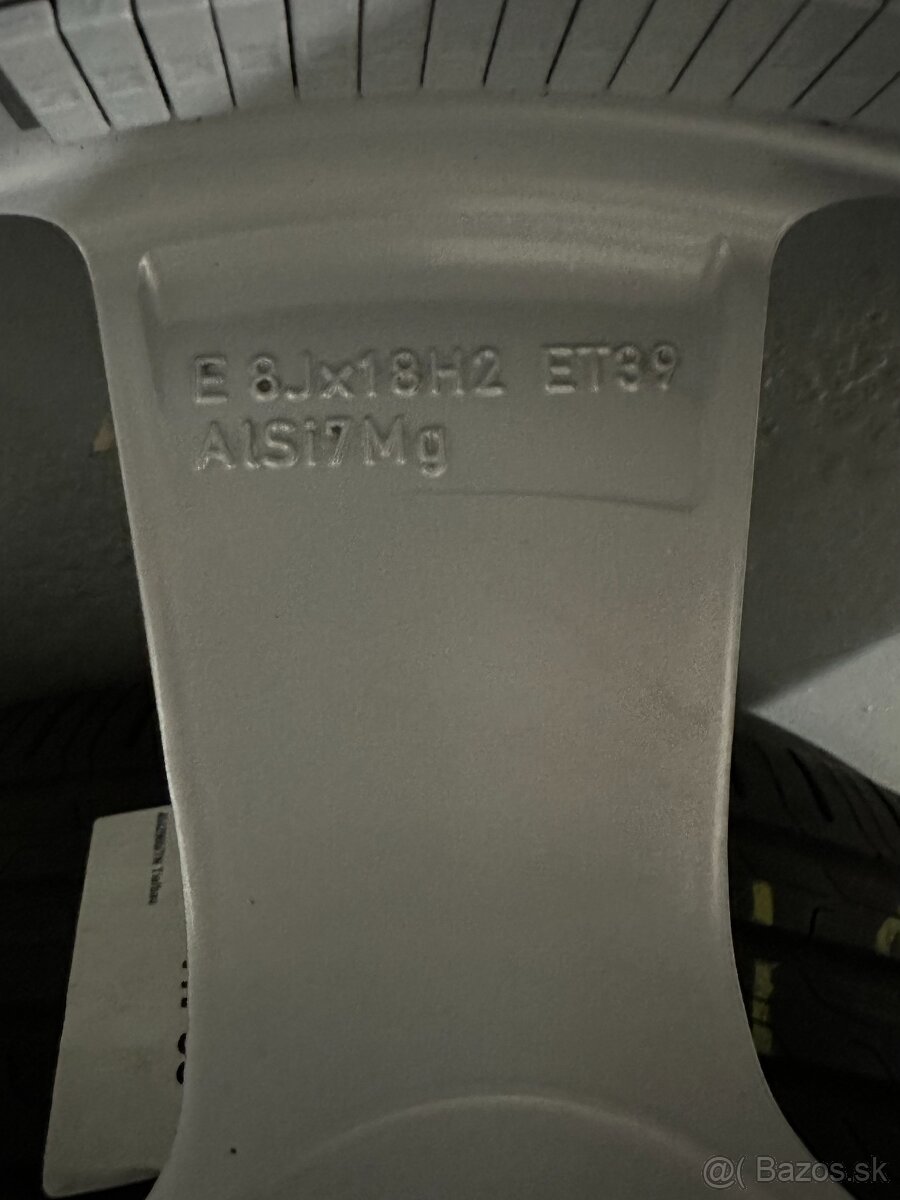 E 8Jx18H2 ET39
AlSi7Mg
@( Bazos.sk